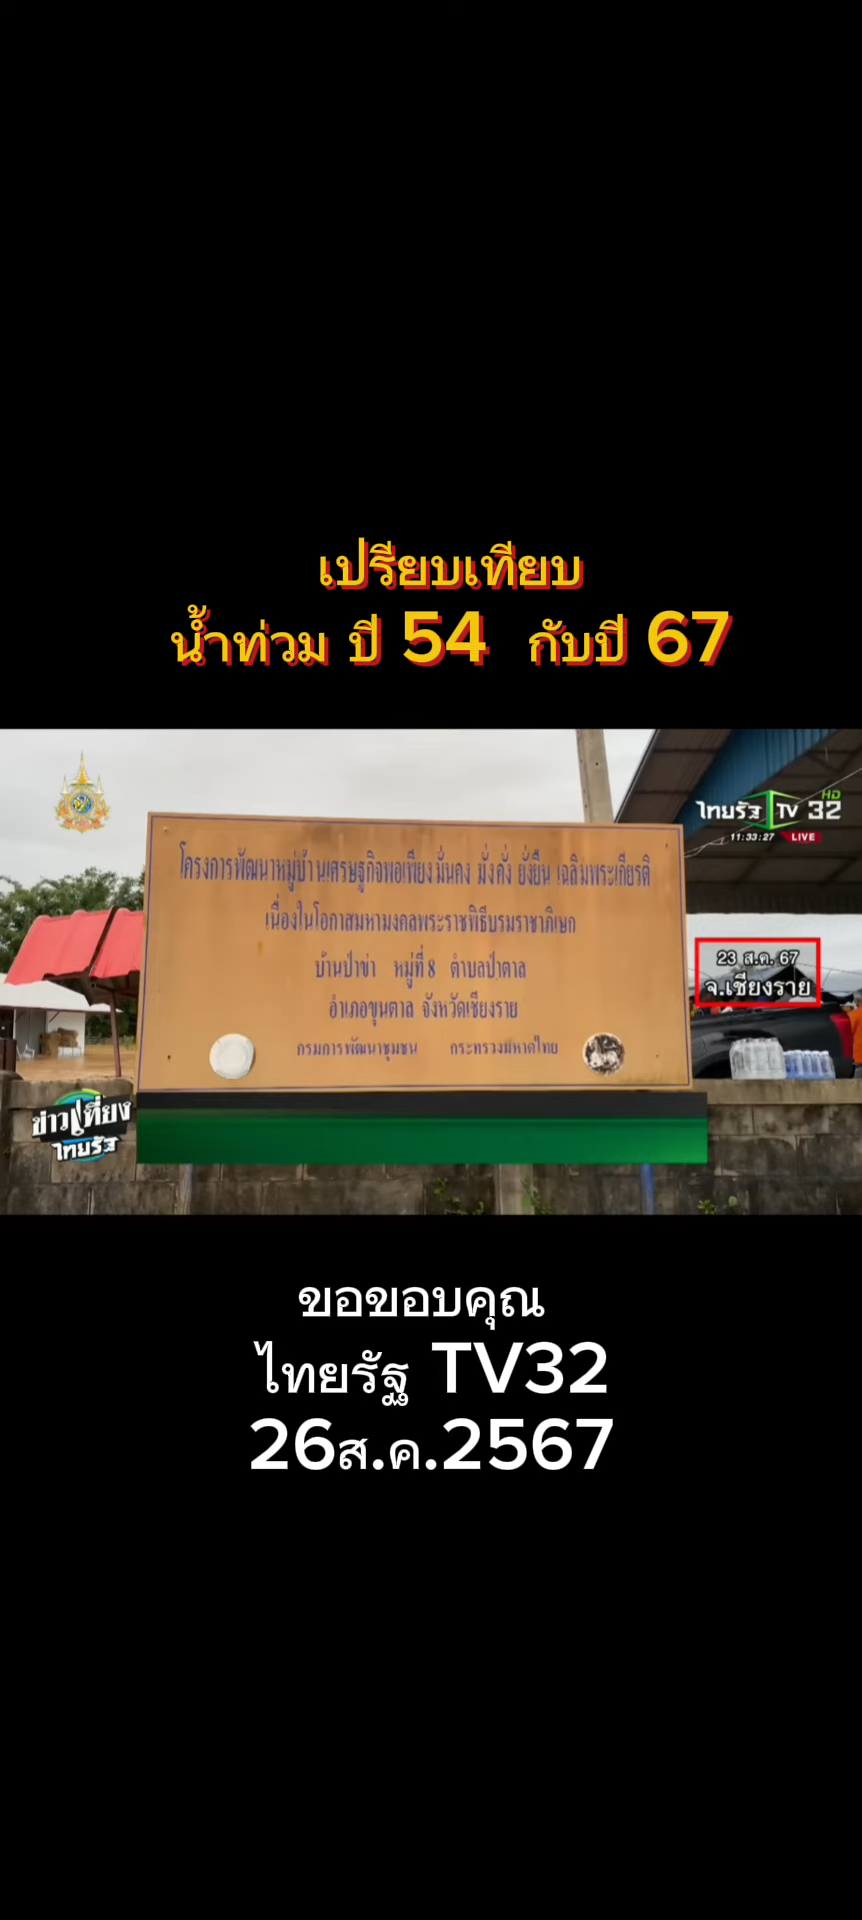 เปรียบเทียบ
น้ำท่วม ปี 54 กับปี 67
ไทยรัฐ TV 32 HD
11:33:27 LIVE
โครงการพัฒนาหมู่บ้านเศรษฐกิจพอเพียง มั่นคง มั่งคั่ง ยั่งยืน เฉลิมพระเกียรติ
เนื่องในโอกาสมหามงคลพระราชพิธีบรมราชาภิเษก
บ้านป่าข่า หมู่ที่ 8 ตำบลป่าตาล
อำเภอขุนตาล จังหวัดเชียงราย
กรมการพัฒนาชุมชน กระทรวงมหาดไทย
23 ส.ค. 67
จ.เชียงราย
ข่าวเที่ยง
ไทยรัฐ
ขอขอบคุณ
ไทยรัฐ TV32
26ส.ค.2567